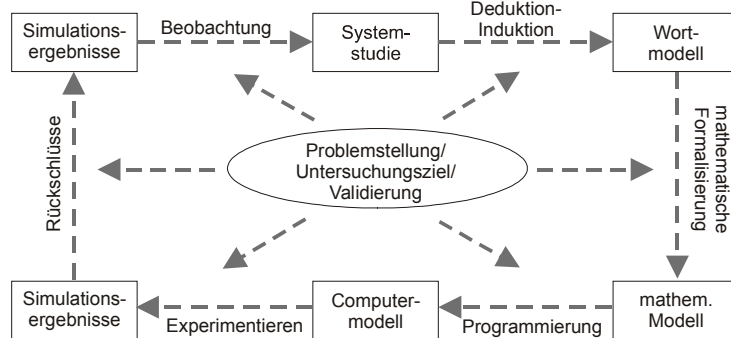 Simulations-
ergebnisse
Beobachtung
System-
studie
Deduktion-
Induktion
Wort-
modell
mathematische
Formalisierung
Rückschlüsse
Problemstellung/
Untersuchungsziel/
Validierung
Simulations-
ergebnisse
Experimentieren
Computer-
modell
Programmierung
mathem.
Modell